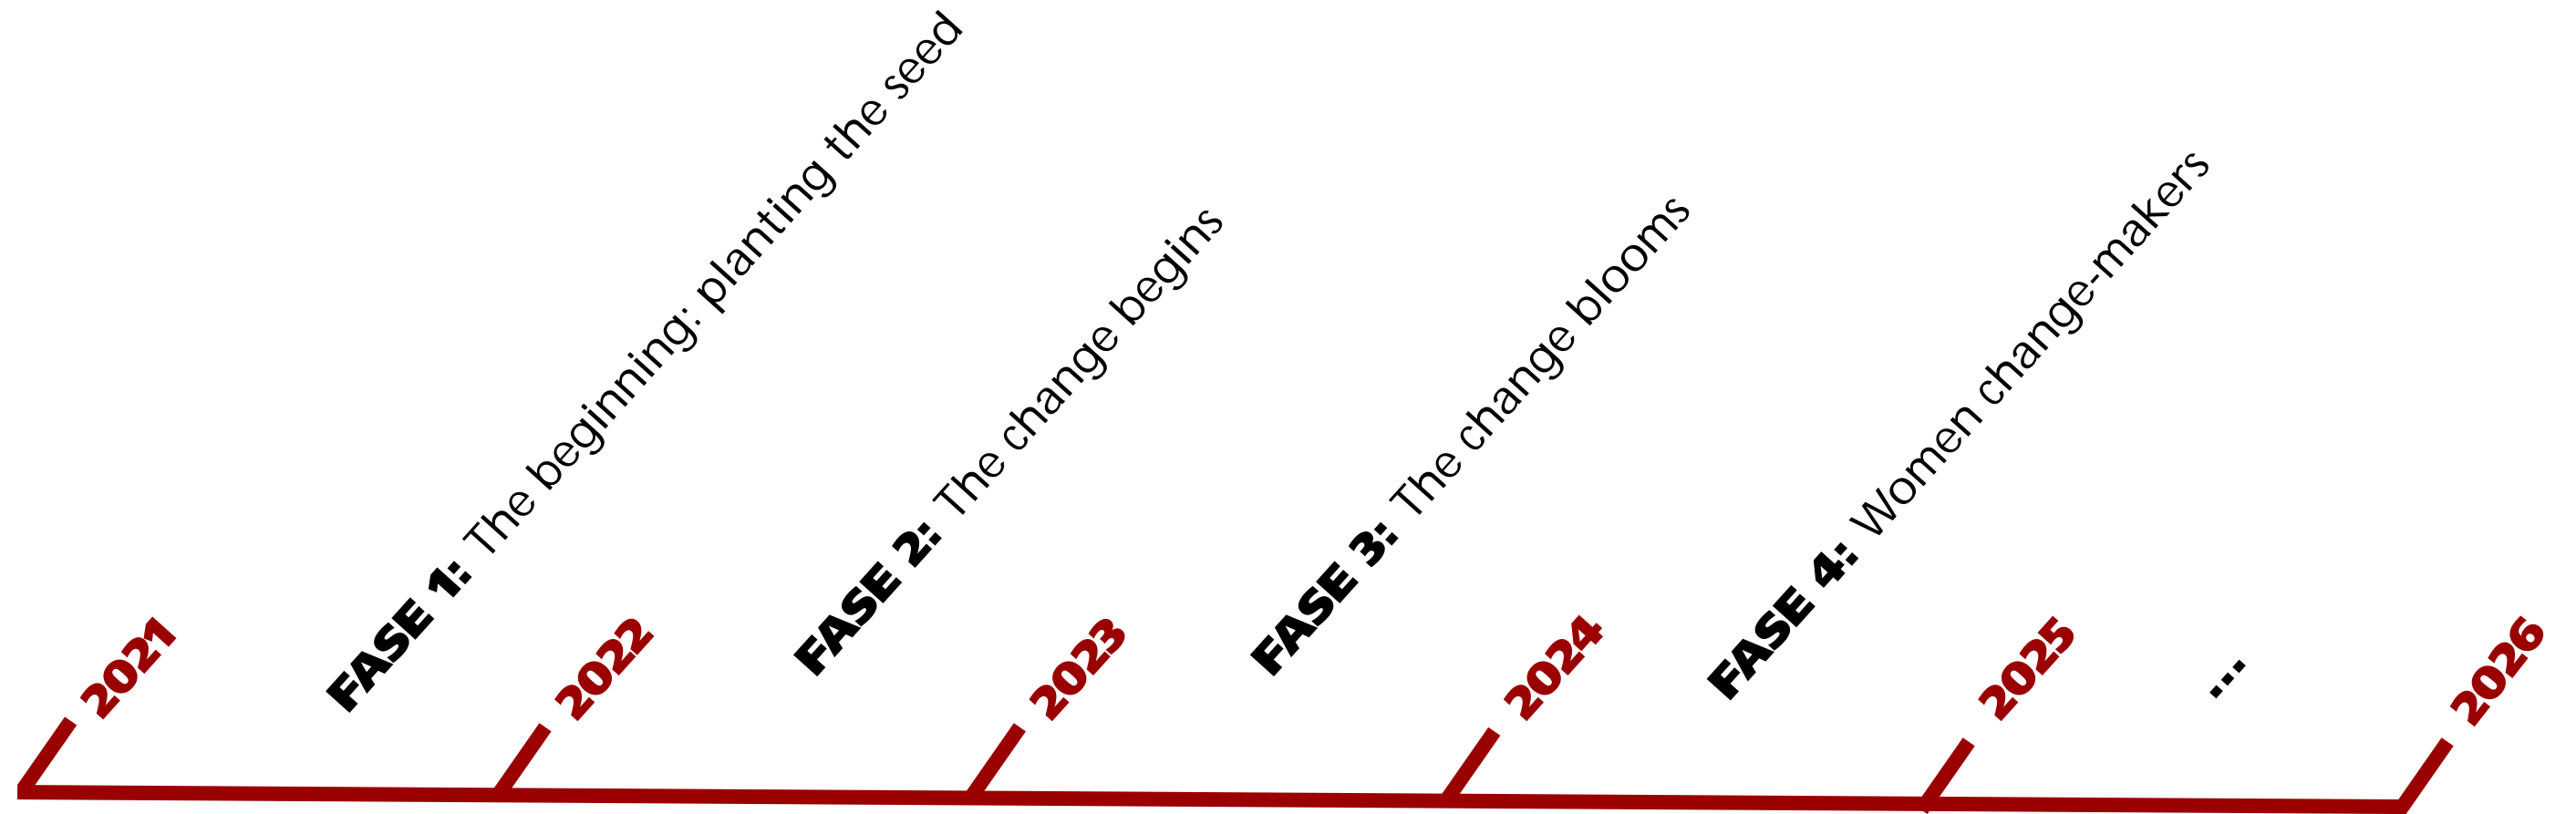 2021
FASE 1: The beginning: planting the seed
2022
FASE 2: The change begins
2023
FASE 3: The change blooms
2024
FASE 4: Women change-makers
2025
...
2026